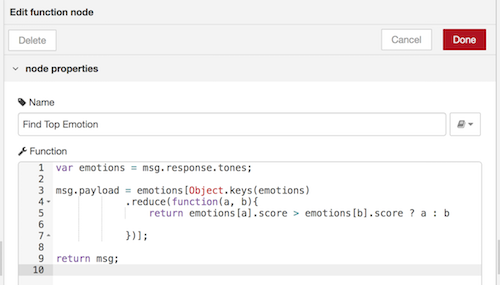 Edit function node
Delete
Cancel
Done
node properties
Name
Find Top Emotion
Function
1 var emotions = msg.response.tones;
2
3 msg.payload = emotions[Object.keys(emotions)
4 .reduce(function(a, b){
5 return emotions[a].score > emotions[b].score ? a : b
6
7 })];
8
9 return msg;
10